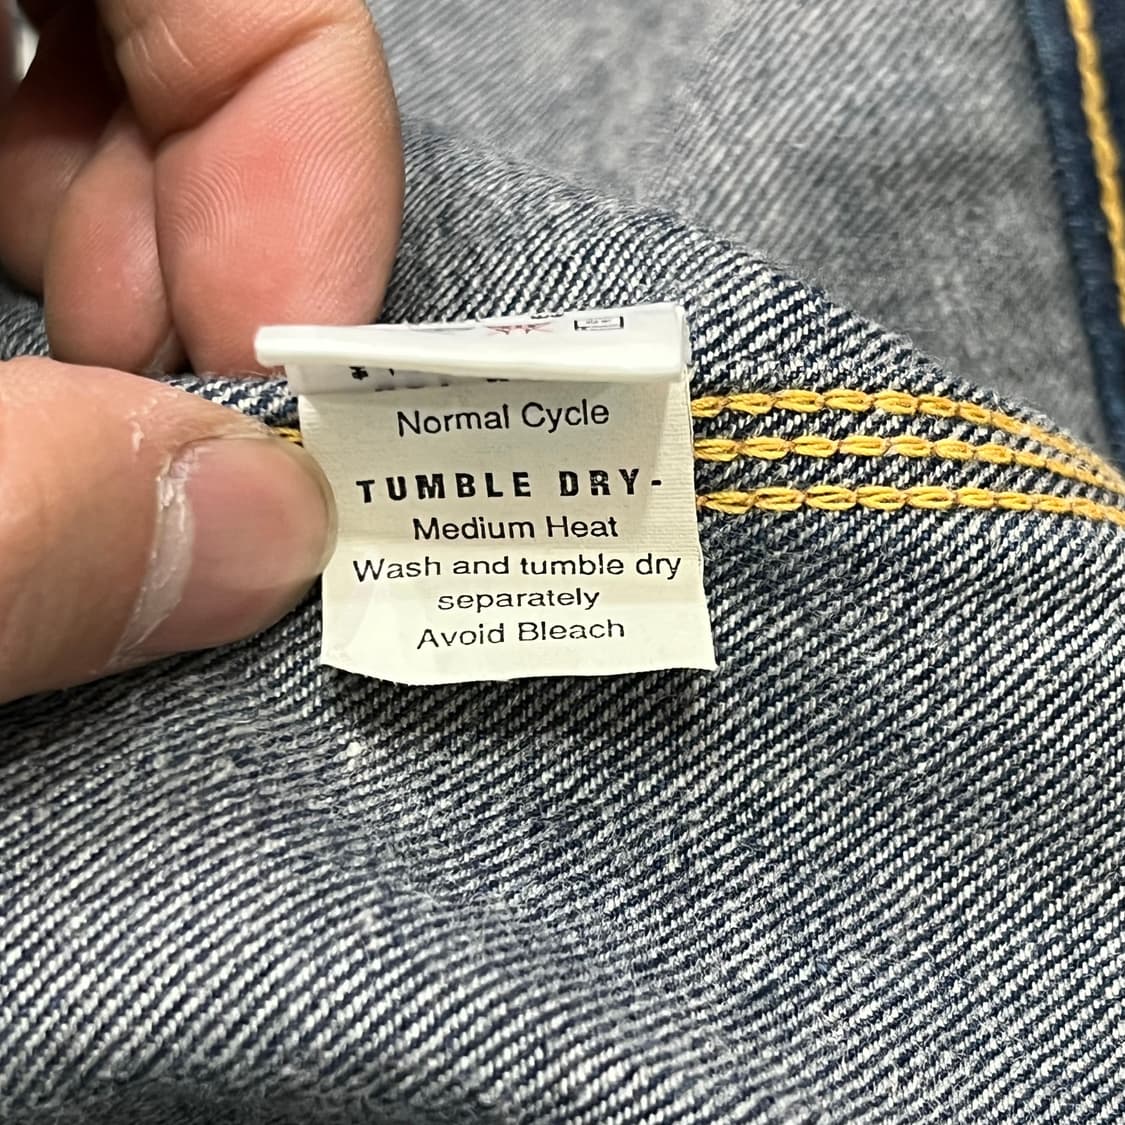 Normal Cycle
TUMBLE DRY-
Medium Heat
Wash and tumble dry
separately
Avoid Bleach